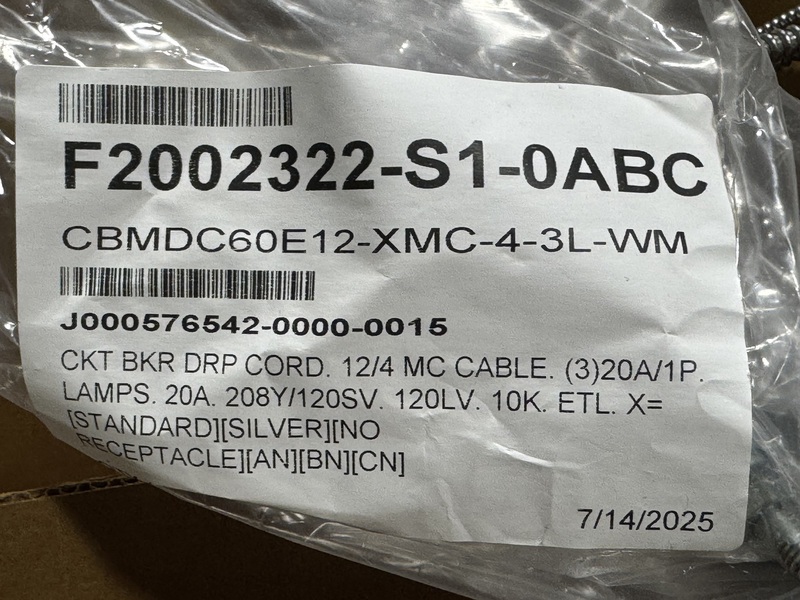 F2002322-S1-0ABC
CBMDC60E12-XMC-4-3L-WM
J000576542-0000-0015
CKT BKR DRP CORD. 12/4 MC CABLE. (3)20A/1P.
LAMPS. 20A. 208Y/120SV. 120LV. 10K. ETL. X=
[STANDARD][SILVER][NO
RECEPTACLE][AN][BN][CN]
7/14/2025